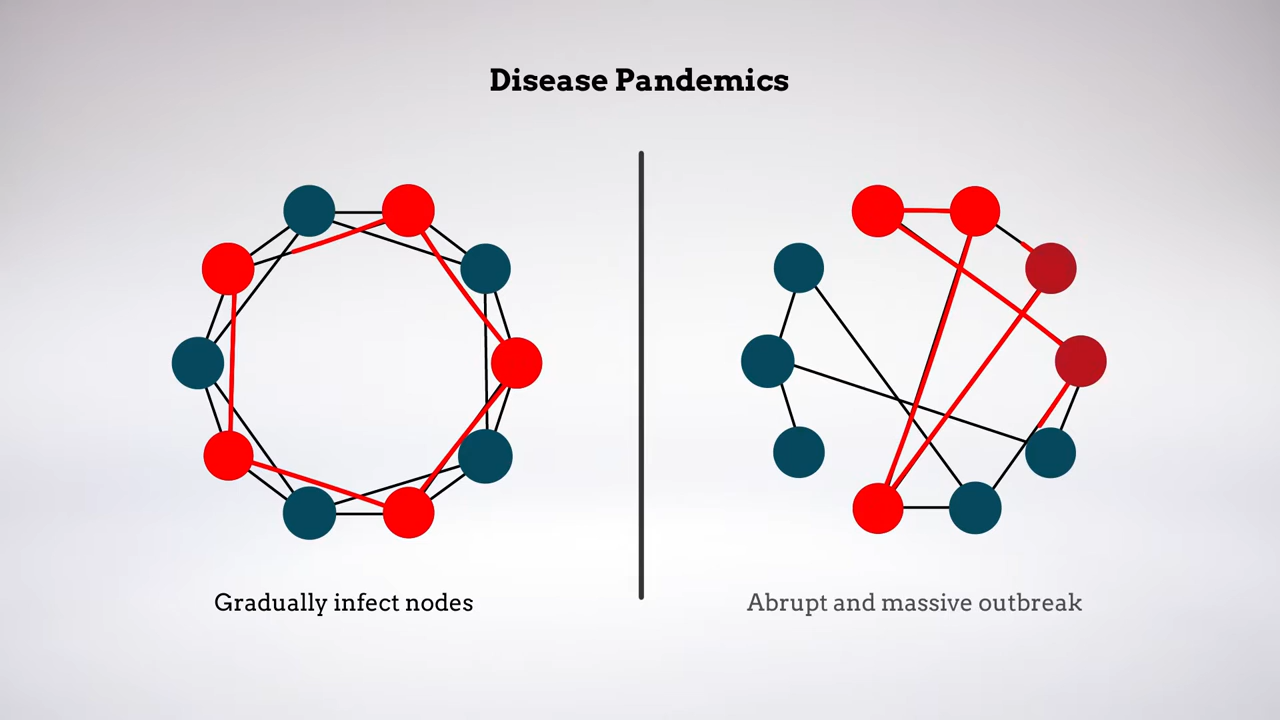 Disease Pandemics
Gradually infect nodes
Abrupt and massive outbreak